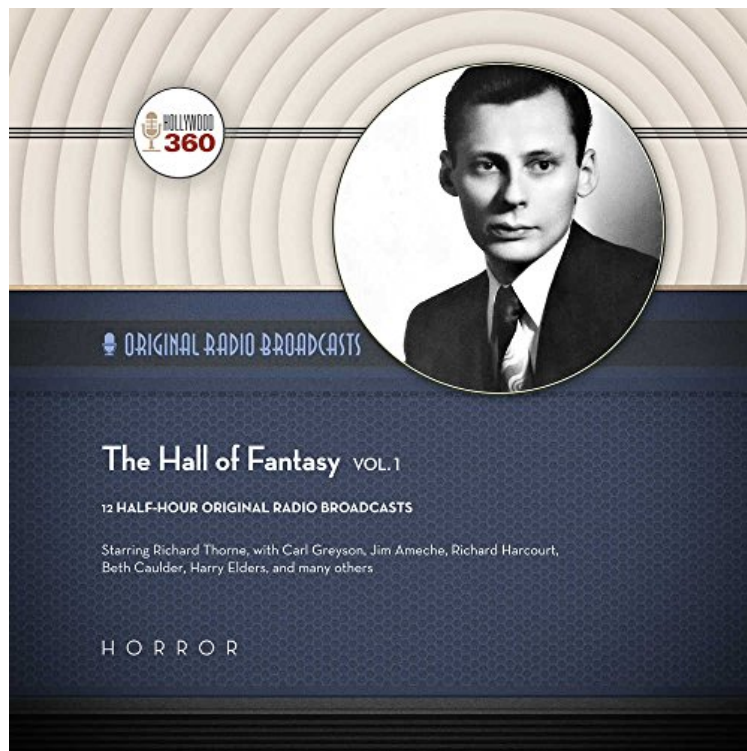 HOLLYWOOD
360
ORIGINAL RADIO BROADCASTS
The Hall of Fantasy VOL. 1
12 HALF-HOUR ORIGINAL RADIO BROADCASTS
Starring Richard Thorne, with Carl Greyson, Jim Ameche, Richard Harcourt,
Beth Caulder, Harry Elders, and many others
HORROR